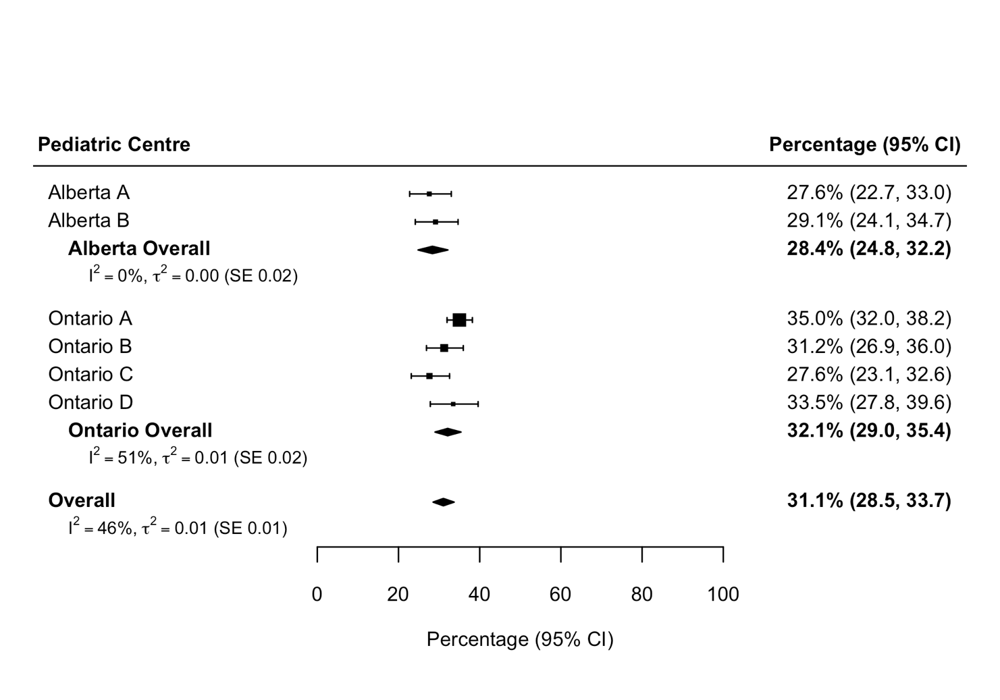 Pediatric Centre Percentage (95% CI)
Alberta A 27.6% (22.7, 33.0)
Alberta B 29.1% (24.1, 34.7)
Alberta Overall 28.4% (24.8, 32.2)
I² = 0%, τ² = 0.00 (SE 0.02)
Ontario A 35.0% (32.0, 38.2)
Ontario B 31.2% (26.9, 36.0)
Ontario C 27.6% (23.1, 32.6)
Ontario D 33.5% (27.8, 39.6)
Ontario Overall 32.1% (29.0, 35.4)
I² = 51%, τ² = 0.01 (SE 0.02)
Overall 31.1% (28.5, 33.7)
I² = 46%, τ² = 0.01 (SE 0.01)
0 20 40 60 80 100
Percentage (95% CI)